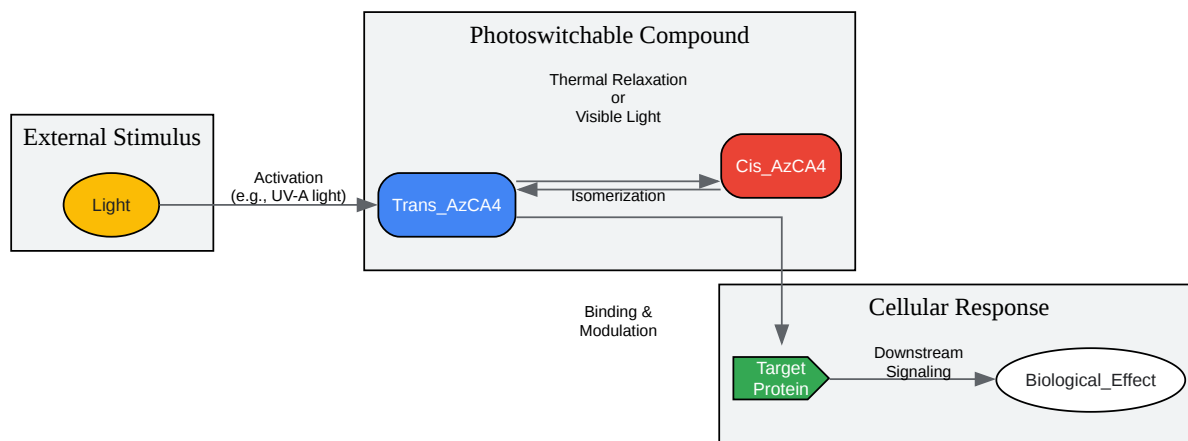 Photoswitchable Compound
Thermal Relaxation
or
Visible Light
External Stimulus
Activation
(e.g., UV-A light)
Light
Trans_AzCA4
Isomerization
Cis_AzCA4
Binding &
Modulation
Cellular Response
Target
Protein
Downstream
Signaling
Biological_Effect